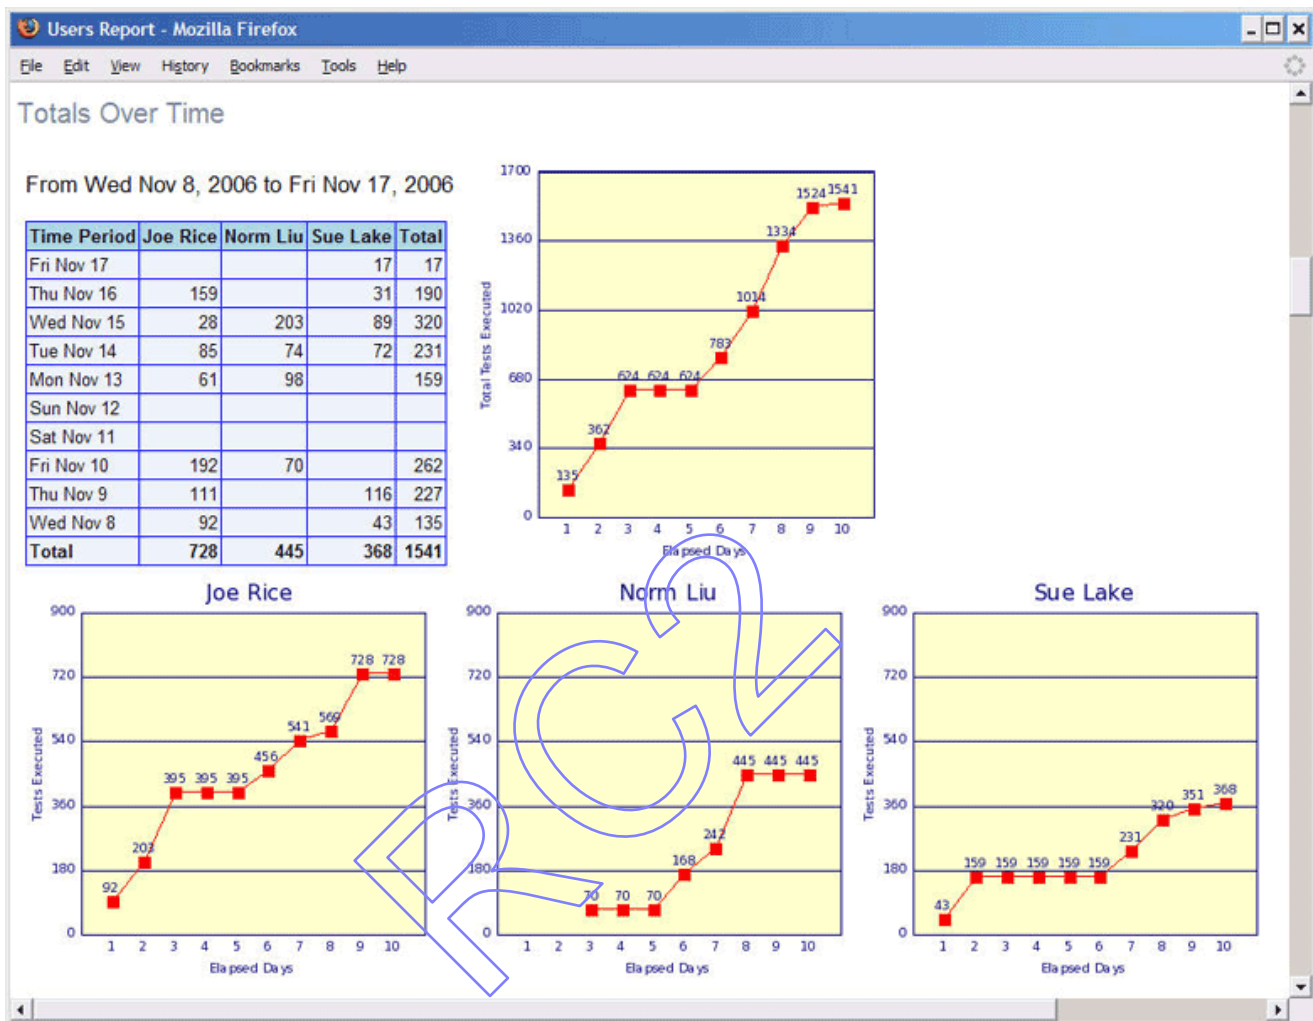 Users Report - Mozilla Firefox
File Edit View History Bookmarks Tools Help
Totals Over Time
From Wed Nov 8, 2006 to Fri Nov 17, 2006
Time Period Joe Rice Norm Liu Sue Lake Total
Fri Nov 17 17 17
Thu Nov 16 159 31 190
Wed Nov 15 28 203 89 320
Tue Nov 14 85 74 72 231
Mon Nov 13 61 98 159
Sun Nov 12
Sat Nov 11
Fri Nov 10 192 70 262
Thu Nov 9 111 116 227
Wed Nov 8 92 43 135
Total 728 445 368 1541
1700
1360
1020
680
340
0
Total Tests Executed
135 362 624 624 624 783 1014 1334 1524 1541
1 2 3 4 5 6 7 8 9 10
Elapsed Days
Joe Rice
900
720
540
360
180
0
Tests Executed
92 203 395 395 395 456 541 569 728 728
1 2 3 4 5 6 7 8 9 10
Elapsed Days
Norm Liu
900
720
540
360
180
0
Tests Executed
70 70 70 168 242 445 445 445
1 2 3 4 5 6 7 8 9 10
Elapsed Days
Sue Lake
900
720
540
360
180
0
Tests Executed
43 159 159 159 159 159 231 320 351 368
1 2 3 4 5 6 7 8 9 10
Elapsed Days
RC2